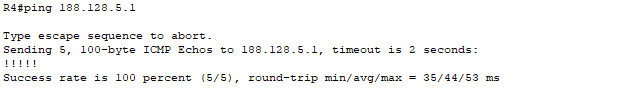 R4#ping 188.128.5.1
Type escape sequence to abort.
Sending 5, 100-byte ICMP Echos to 188.128.5.1, timeout is 2 seconds:
!!!!!
Success rate is 100 percent (5/5), round-trip min/avg/max = 35/44/53 ms